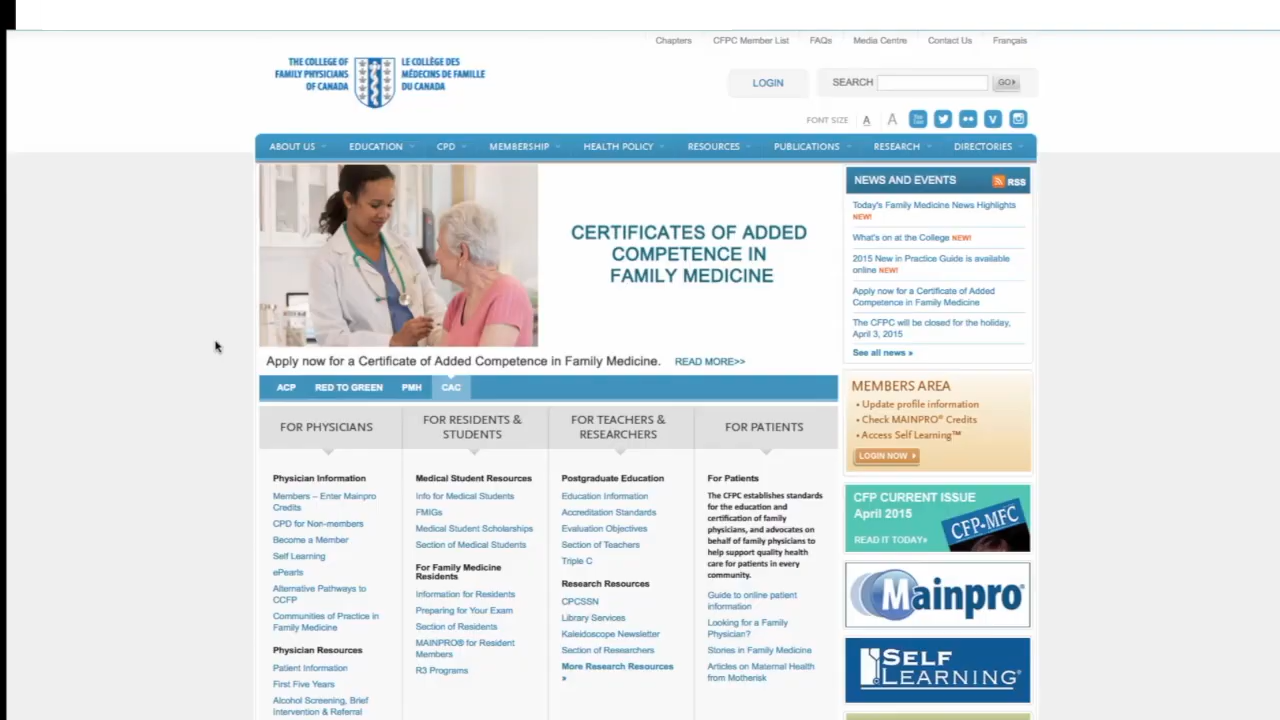 Chapters
CFPC Member List
FAQs
Media Centre
Contact Us
Français
THE COLLEGE OF
FAMILY PHYSICIANS
OF CANADA
LE COLLÈGE DES
MÉDECINS DE FAMILLE
DU CANADA
LOGIN
SEARCH
GO
FONT SIZE
A
A
ABOUT US
EDUCATION
CPD
MEMBERSHIP
HEALTH POLICY
RESOURCES
PUBLICATIONS
RESEARCH
DIRECTORIES
CERTIFICATES OF ADDED
COMPETENCE IN
FAMILY MEDICINE
Apply now for a Certificate of Added Competence in Family Medicine. READ MORE>>
ACP
RED TO GREEN
PMH
CAC
NEWS AND EVENTS
RSS
Today's Family Medicine News Highlights
NEW!
What's on at the College NEW!
2015 New in Practice Guide is available
online NEW!
Apply now for a Certificate of Added
Competence in Family Medicine
The CFPC will be closed for the holiday,
April 3, 2015
See all news »
MEMBERS AREA
• Update profile information
• Check MAINPRO® Credits
• Access Self Learning™
LOGIN NOW
CFP CURRENT ISSUE
April 2015
READ IT TODAY»
CFP•MFC
Mainpro®
SELF
LEARNING®
FOR PHYSICIANS
Physician Information
Members – Enter Mainpro
Credits
CPD for Non-members
Become a Member
Self Learning
ePearls
Alternative Pathways to
CCFP
Communities of Practice in
Family Medicine
Physician Resources
Patient Information
First Five Years
Alcohol Screening, Brief
Intervention & Referral
FOR RESIDENTS &
STUDENTS
Medical Student Resources
Info for Medical Students
FMIGs
Medical Student Scholarships
Section of Medical Students
For Family Medicine
Residents
Information for Residents
Preparing for Your Exam
Section of Residents
MAINPRO® for Resident
Members
R3 Programs
FOR TEACHERS &
RESEARCHERS
Postgraduate Education
Education Information
Accreditation Standards
Evaluation Objectives
Section of Teachers
Triple C
Research Resources
CPCSSN
Library Services
Kaleidoscope Newsletter
Section of Researchers
More Research Resources
»
FOR PATIENTS
For Patients
The CFPC establishes standards
for the education and
certification of family
physicians, and advocates on
behalf of family physicians to
help support quality health
care for patients in every
community.
Guide to online patient
information
Looking for a Family
Physician?
Stories in Family Medicine
Articles on Maternal Health
from Motherisk